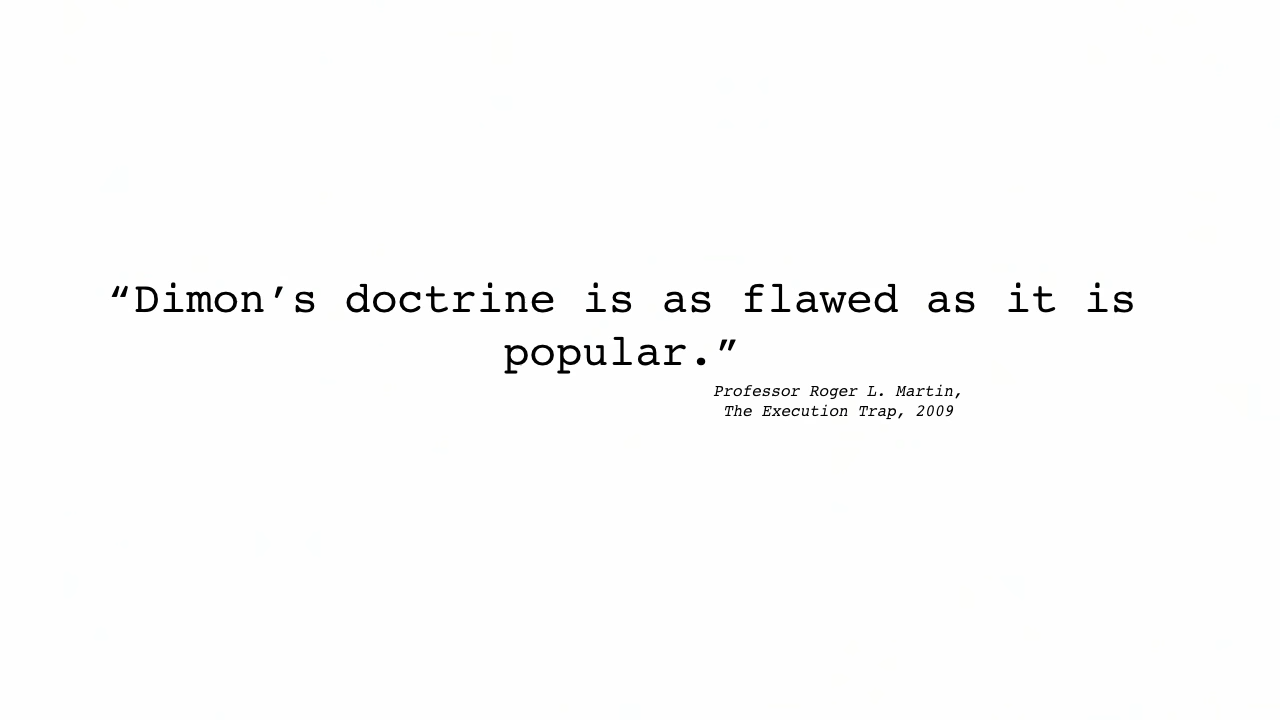 “Dimon’s doctrine is as flawed as it is
popular.”
Professor Roger L. Martin,
The Execution Trap, 2009